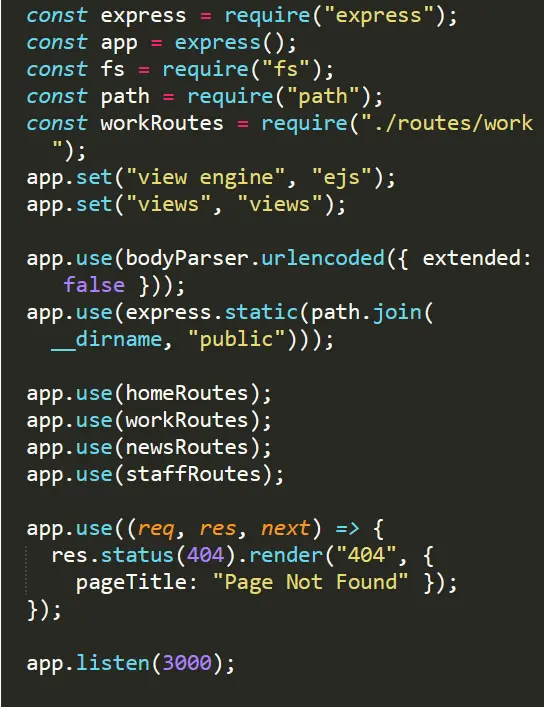 const express = require("express");
const app = express();
const fs = require("fs");
const path = require("path");
const workRoutes = require("./routes/work
");
app.set("view engine", "ejs");
app.set("views", "views");
app.use(bodyParser.urlencoded({ extended:
false }));
app.use(express.static(path.join(
__dirname, "public")));
app.use(homeRoutes);
app.use(workRoutes);
app.use(newsRoutes);
app.use(staffRoutes);
app.use((req, res, next) => {
res.status(404).render("404", {
pageTitle: "Page Not Found" });
});
app.listen(3000);